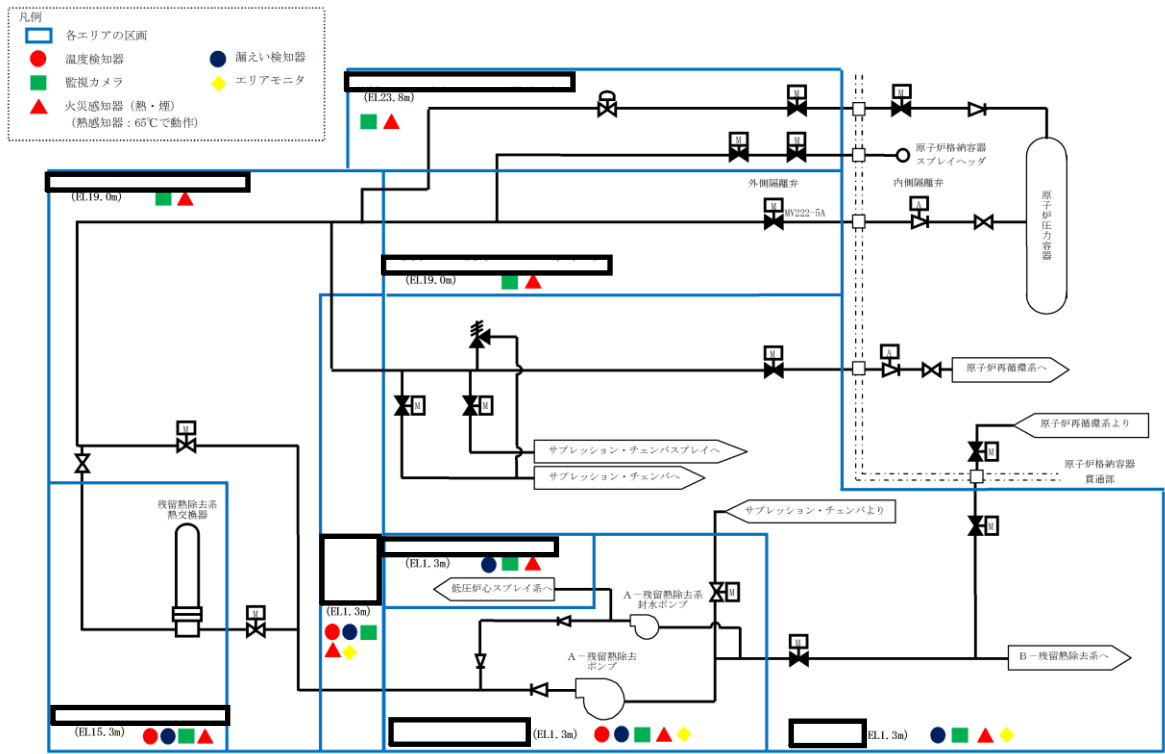 凡例
各エリアの区画
温度検知器
漏えい検知器
監視カメラ
エリアモニタ
火災感知器（熱・煙）
（熱感知器：65℃で動作）
(EL23.8m)
M
M
M
M
原子炉格納容器
スプレイヘッダ
(EL19.0m)
外側隔離弁
内側隔離弁
M
MV222-5A
A
原子炉圧力容器
(EL19.0m)
M
A
原子炉再循環系へ
M
M
M
原子炉再循環系より
サプレッション・チェンバスプレイへ
M
サプレッション・チェンバへ
原子炉格納容器
貫通部
残留熱除去系
熱交換器
サプレッション・チェンバより
M
(EL1.3m)
低圧炉心スプレイ系へ
A－残留熱除去系
封水ポンプ
M
(EL1.3m)
M
M
A－残留熱除去
ポンプ
B－残留熱除去系へ
(EL15.3m)
(EL1.3m)
EL1.3m)